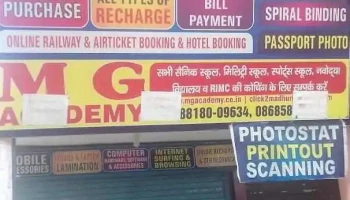 PURCHASE
ALL TYPES OF
RECHARGE
BILL
PAYMENT
SPIRAL BINDING
ONLINE RAILWAY & AIRTICKET BOOKING & HOTEL BOOKING
PASSPORT PHOTO
M G
ACADEMY
सभी सैनिक स्कूल, मिलिट्री स्कूल, स्पोर्ट्स स्कूल, नवोदय
विद्यालय व RIMC की कोचिंग के लिए सम्पर्क करें
www.mgacademy.co.in
88180-09634, 086858
PHOTOSTAT
PRINTOUT
SCANNING
OBILE
ESSORIES
LAMINATION
COMPUTER
HARDWARE, SOFTWARE
& ACCESSORIES
INTERNET
SURFING &
BROWSING